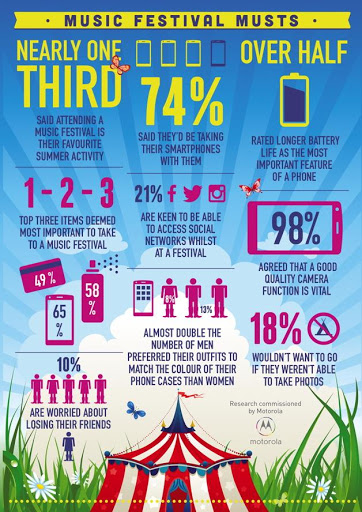 · MUSIC FESTIVAL MUSTS ·
NEARLY ONE
THIRD
SAID ATTENDING A
MUSIC FESTIVAL IS
THEIR FAVOURITE
SUMMER ACTIVITY
74%
SAID THEY'D BE TAKING
THEIR SMARTPHONES
WITH THEM
OVER HALF
RATED LONGER BATTERY
LIFE AS THE MOST
IMPORTANT FEATURE
OF A PHONE
1-2-3
TOP THREE ITEMS DEEMED
MOST IMPORTANT TO TAKE
TO A MUSIC FESTIVAL
49%
65
%
58
%
21% f
ARE KEEN TO BE ABLE
TO ACCESS SOCIAL
NETWORKS WHILST
AT A FESTIVAL
98%
AGREED THAT A GOOD
QUALITY CAMERA
FUNCTION IS VITAL
8%
13%
ALMOST DOUBLE THE
NUMBER OF MEN
PREFERRED THEIR OUTFITS TO
MATCH THE COLOUR OF THEIR
PHONE CASES THAN WOMEN
18%
WOULDN'T WANT TO GO
IF THEY WEREN'T ABLE
TO TAKE PHOTOS
10%
ARE WORRIED ABOUT
LOSING THEIR FRIENDS
Research commissioned
by Motorola
motorola